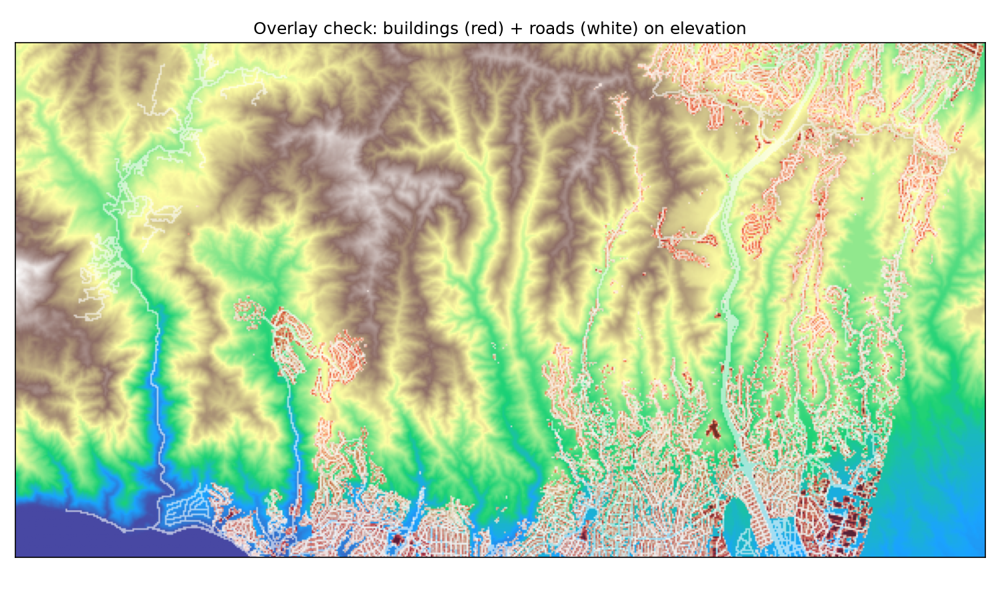 Overlay check: buildings (red) + roads (white) on elevation